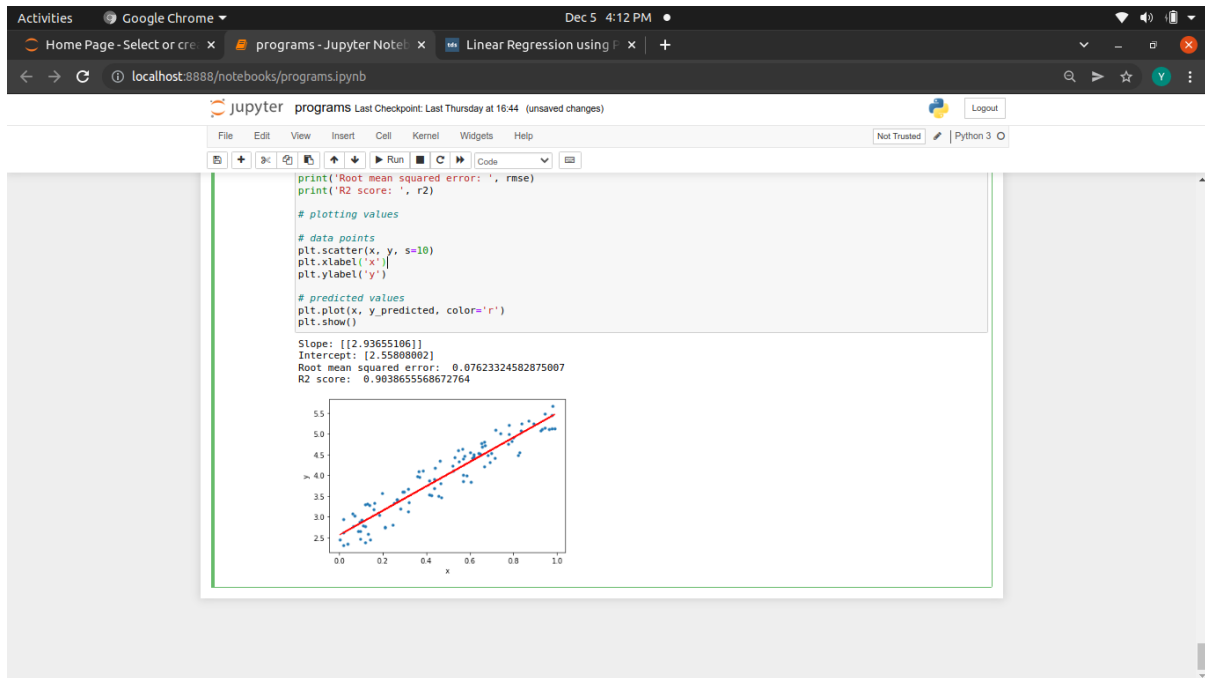 Activities Google Chrome Dec 5 4:12 PM
Home Page - Select or cre programs - Jupyter Noteb Linear Regression using P
localhost:8888/notebooks/programs.ipynb Y
jupyter programs Last Checkpoint: Last Thursday at 16:44 (unsaved changes) Logout
File Edit View Insert Cell Kernel Widgets Help Not Trusted Python 3
Run Code
print('Root mean squared error: ', rmse)
print('R2 score: ', r2)
# plotting values
# data points
plt.scatter(x, y, s=10)
plt.xlabel('x')
plt.ylabel('y')
# predicted values
plt.plot(x, y_predicted, color='r')
plt.show()
Slope: [[2.93655106]]
Intercept: [2.55808002]
Root mean squared error:  0.07623324582875007
R2 score:  0.9038655568672764
5.5
5.0
4.5
4.0
y
3.5
3.0
2.5
0.0 0.2 0.4 0.6 0.8 1.0
x